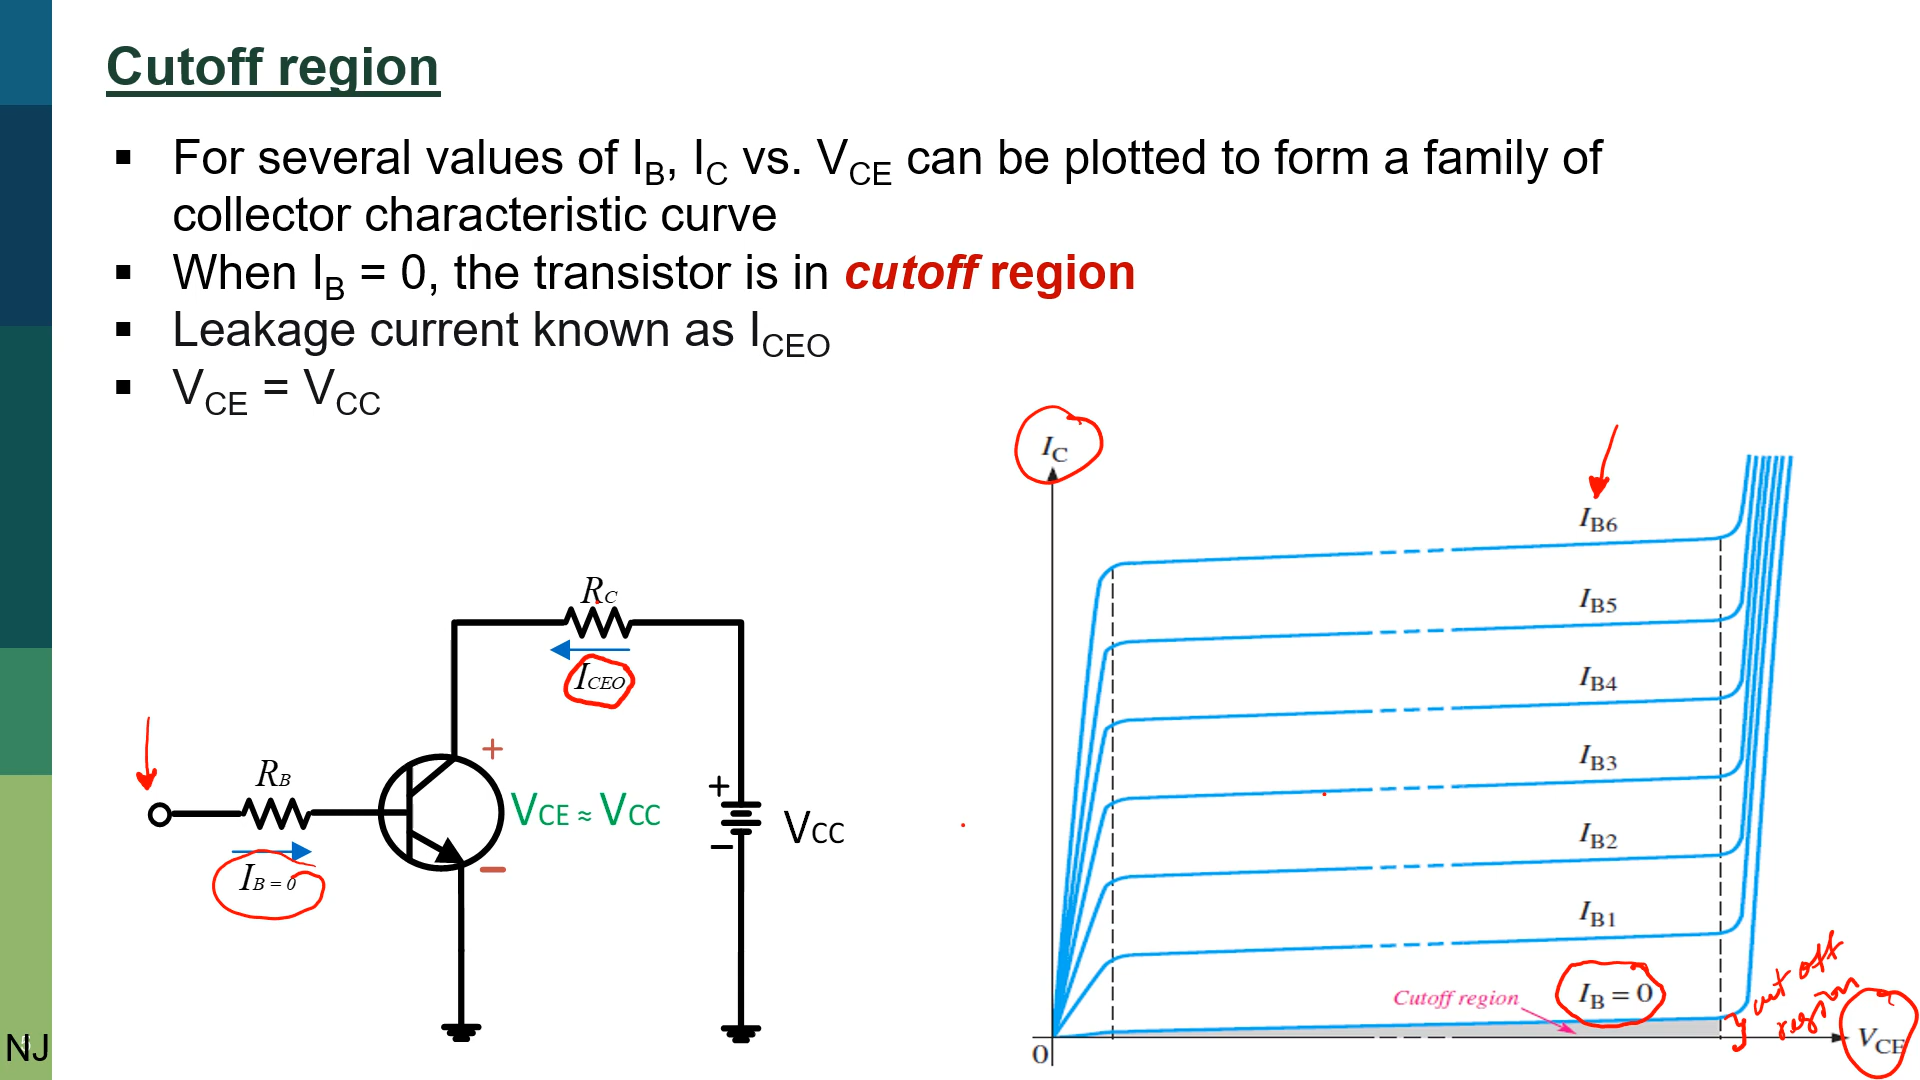 Cutoff region
▪ For several values of I_B, I_C vs. V_CE can be plotted to form a family of
collector characteristic curve
▪ When I_B = 0, the transistor is in cutoff region
▪ Leakage current known as I_CEO
▪ V_CE = V_CC
I_C
I_B6
R_C
I_B5
I_CEO
I_B4
+
R_B
I_B3
V_CE ≈ V_CC
+
−
V_CC
I_B2
I_B = 0
−
I_B1
cut off
region
Cutoff region
I_B = 0
0
V_CE
NJ